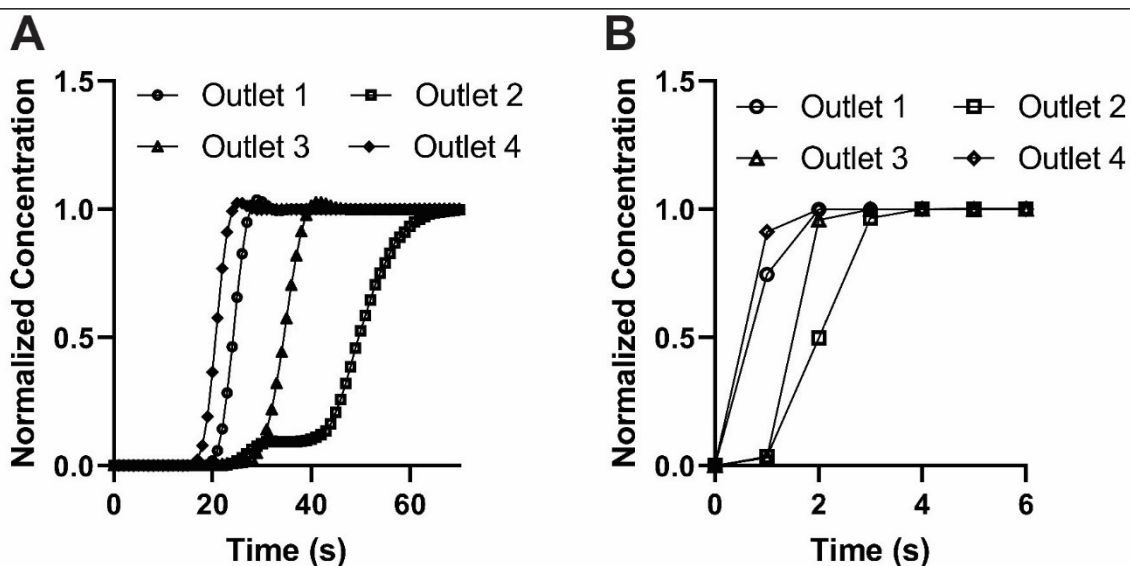 A
Normalized Concentration
1.5
1.0
0.5
0.0
Outlet 1 Outlet 2
Outlet 3 Outlet 4
0 20 40 60
Time (s)
B
Normalized Concentration
1.5
1.0
0.5
0.0
Outlet 1 Outlet 2
Outlet 3 Outlet 4
0 2 4 6
Time (s)